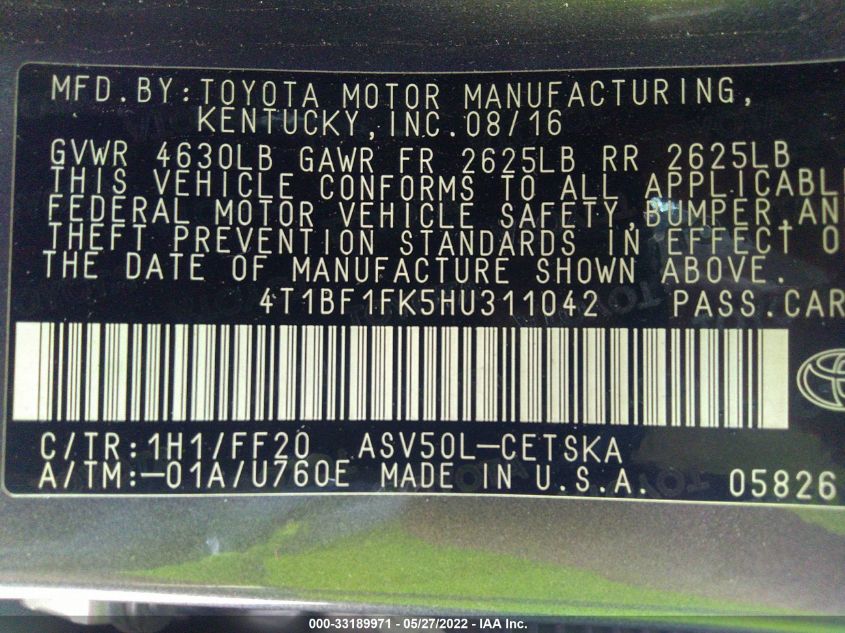 MFD.BY:TOYOTA MOTOR MANUFACTURING,
KENTUCKY,INC.08/16
GVWR 4630LB GAWR FR 2625LB RR 2625LB
THIS VEHICLE CONFORMS TO ALL APPLICABL
FEDERAL MOTOR VEHICLE SAFETY,BUMPER,AN
THEFT PREVENTION STANDARDS IN EFFECT O
THE DATE OF MANUFACTURE SHOWN ABOVE.
4T1BF1FK5HU311042 PASS.CAR
C/TR:1H1/FF20 ASV50L-CETSKA
A/TM:-01A/U760E MADE IN U.S.A. 05826
000-33189971 - 05/27/2022 - IAA Inc.